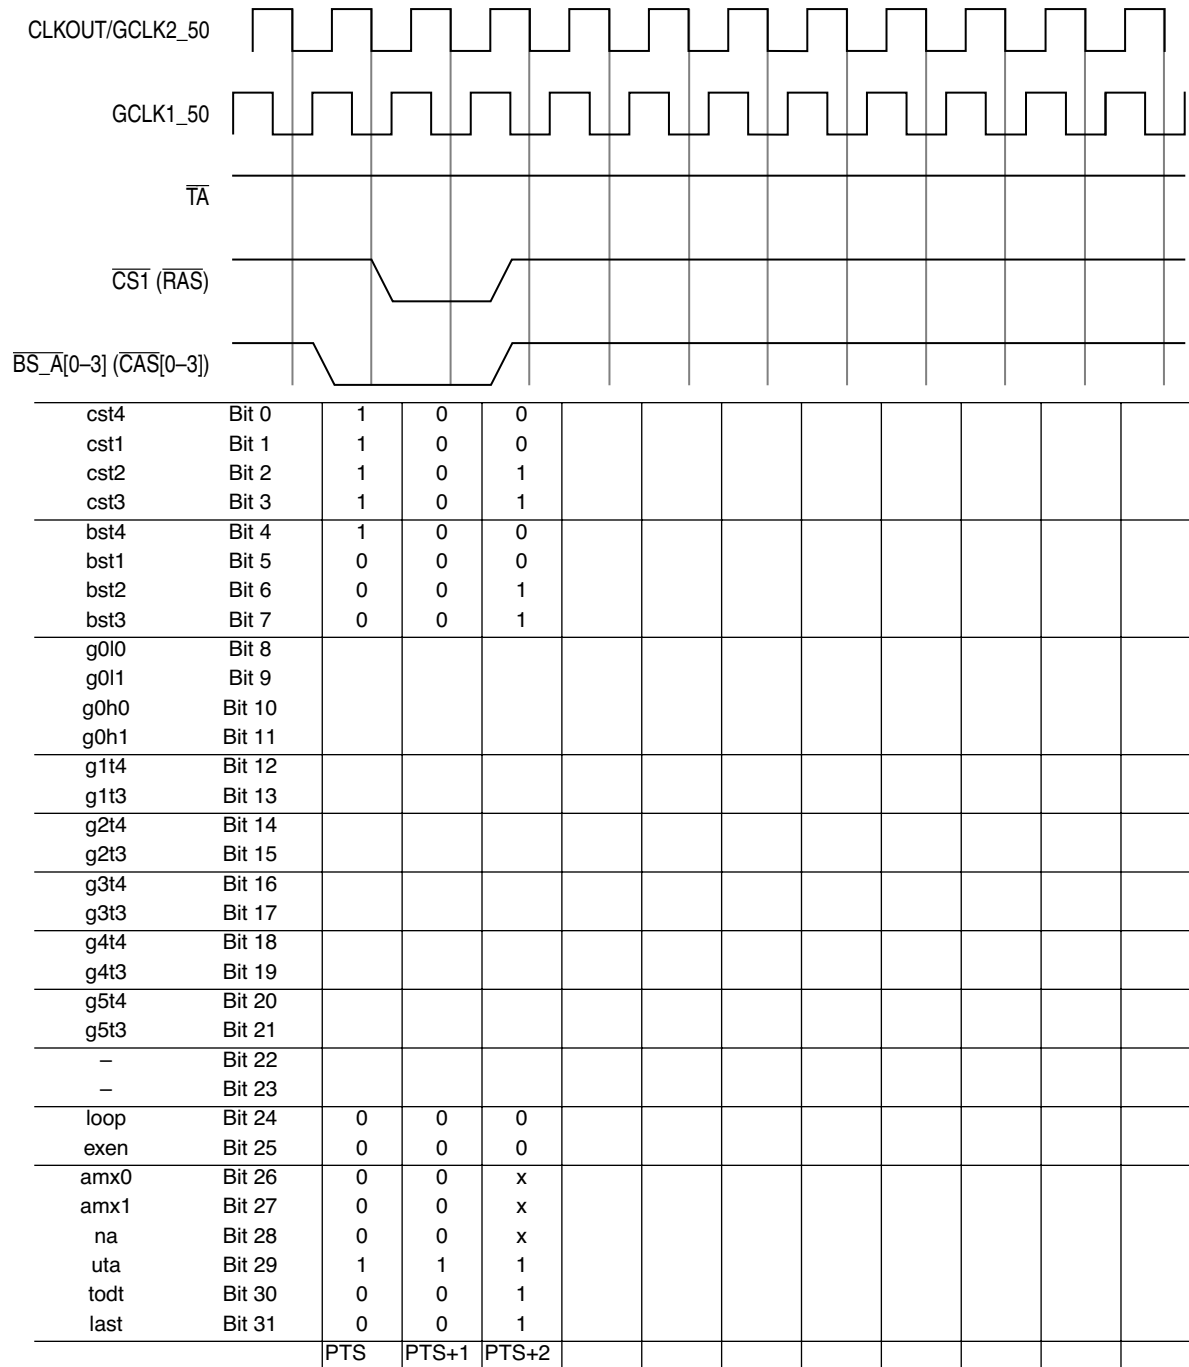 CLKOUT/GCLK2_50
GCLK1_50
TA
CS1 (RAS)
BS_A[0–3] (CAS[0–3])
cst4 Bit 0 1 0 0
cst1 Bit 1 1 0 0
cst2 Bit 2 1 0 1
cst3 Bit 3 1 0 1
bst4 Bit 4 1 0 0
bst1 Bit 5 0 0 0
bst2 Bit 6 0 0 1
bst3 Bit 7 0 0 1
g0l0 Bit 8
g0l1 Bit 9
g0h0 Bit 10
g0h1 Bit 11
g1t4 Bit 12
g1t3 Bit 13
g2t4 Bit 14
g2t3 Bit 15
g3t4 Bit 16
g3t3 Bit 17
g4t4 Bit 18
g4t3 Bit 19
g5t4 Bit 20
g5t3 Bit 21
– Bit 22
– Bit 23
loop Bit 24 0 0 0
exen Bit 25 0 0 0
amx0 Bit 26 0 0 x
amx1 Bit 27 0 0 x
na Bit 28 0 0 x
uta Bit 29 1 1 1
todt Bit 30 0 0 1
last Bit 31 0 0 1
PTS PTS+1 PTS+2